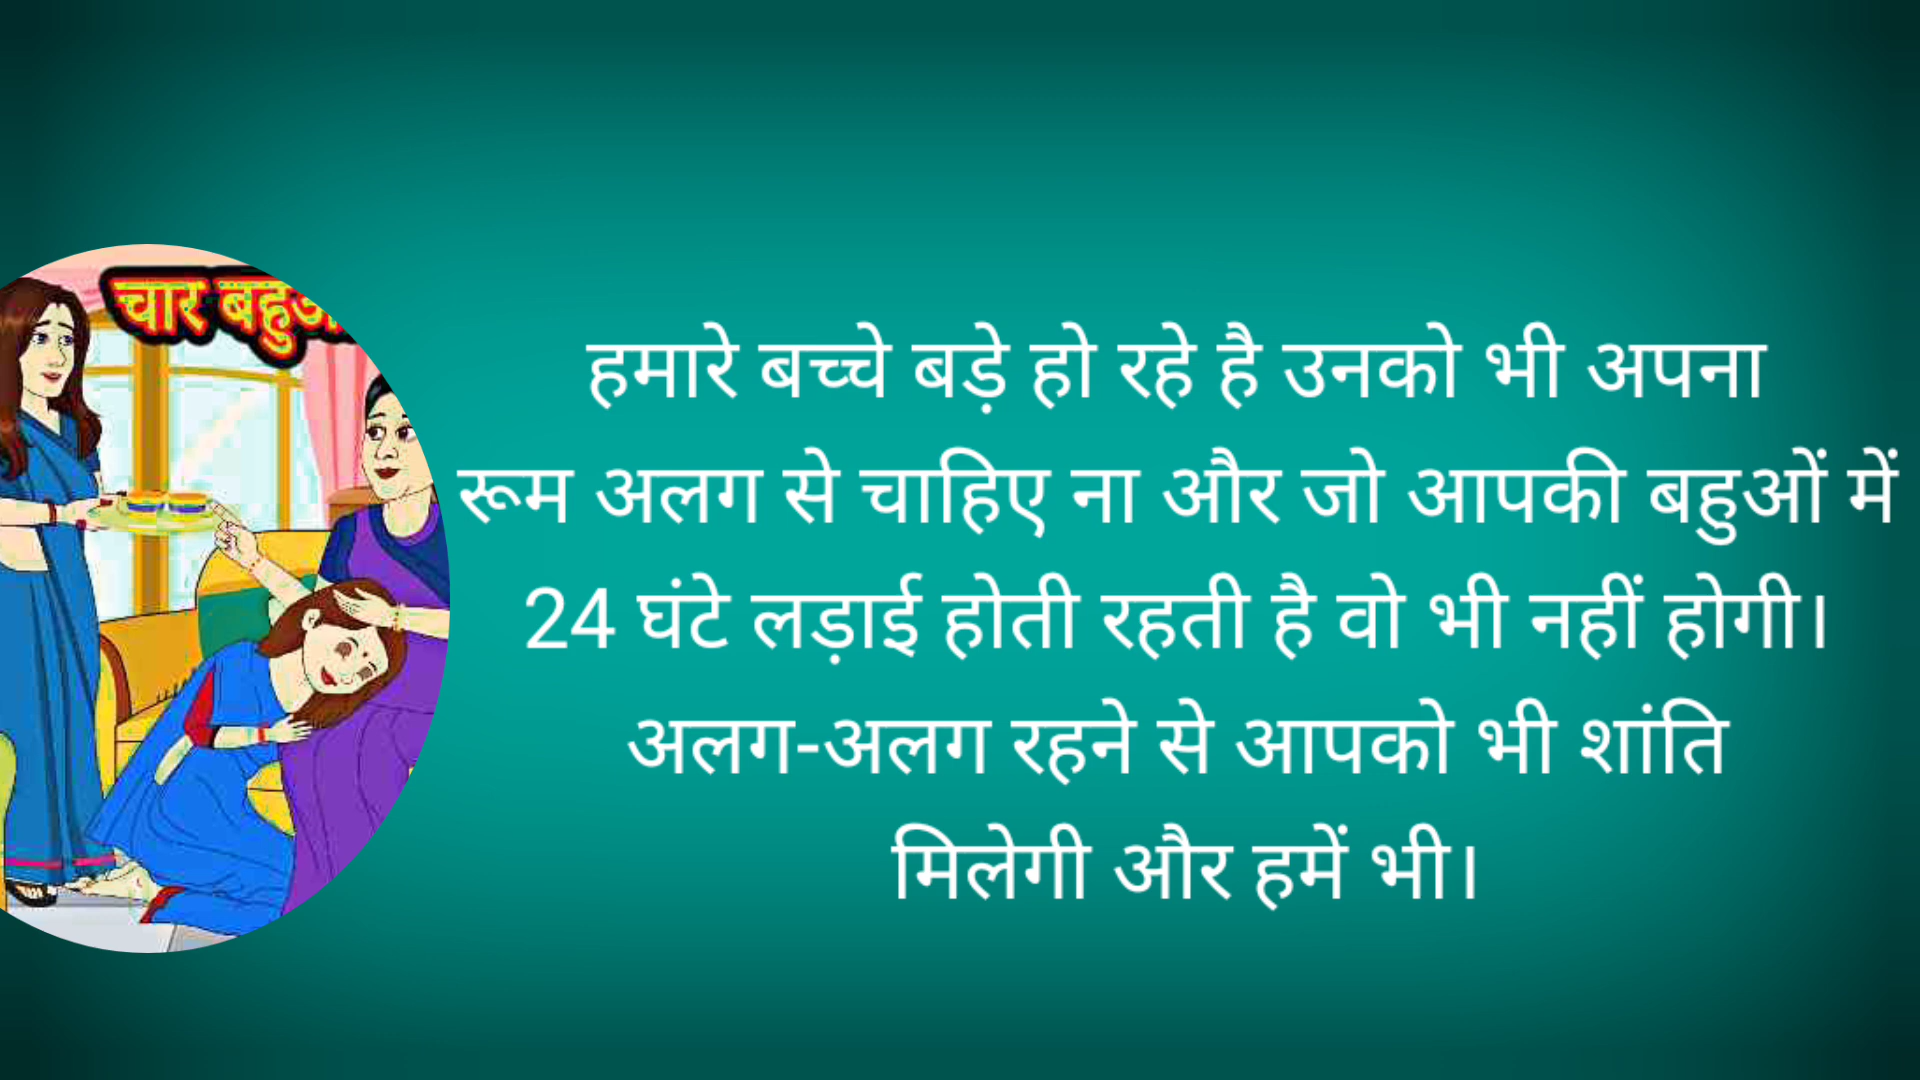 चार
हमारे बच्चे बड़े हो रहे है उनको भी अपना
रूम अलग से चाहिए ना और जो आपकी बहुओं में
24 घंटे लड़ाई होती रहती है वो भी नहीं होगी।
अलग-अलग रहने से आपको भी शांति
मिलेगी और हमें भी।